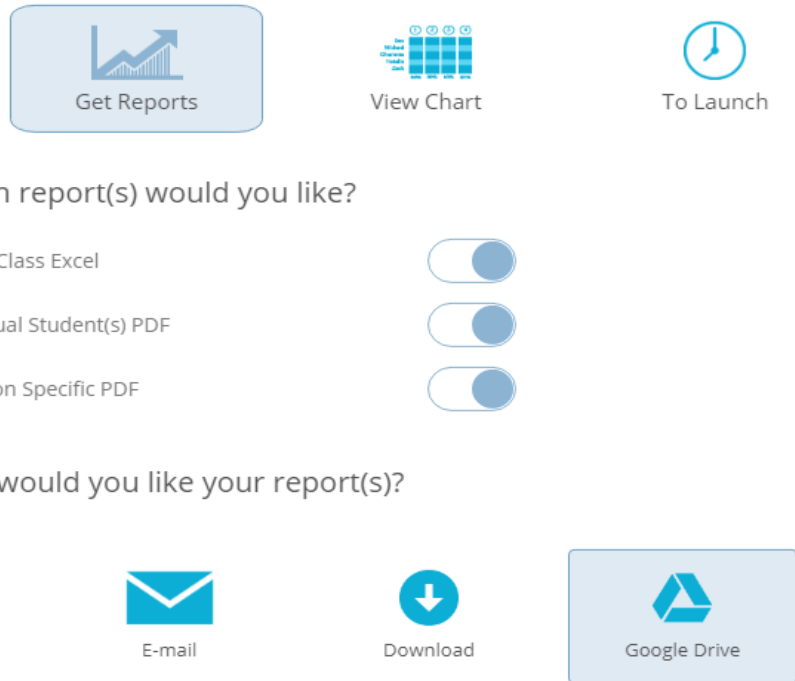 Get Reports
View Chart
To Launch
report(s) would you like?
Class Excel
ual Student(s) PDF
on Specific PDF
would you like your report(s)?
E-mail
Download
Google Drive